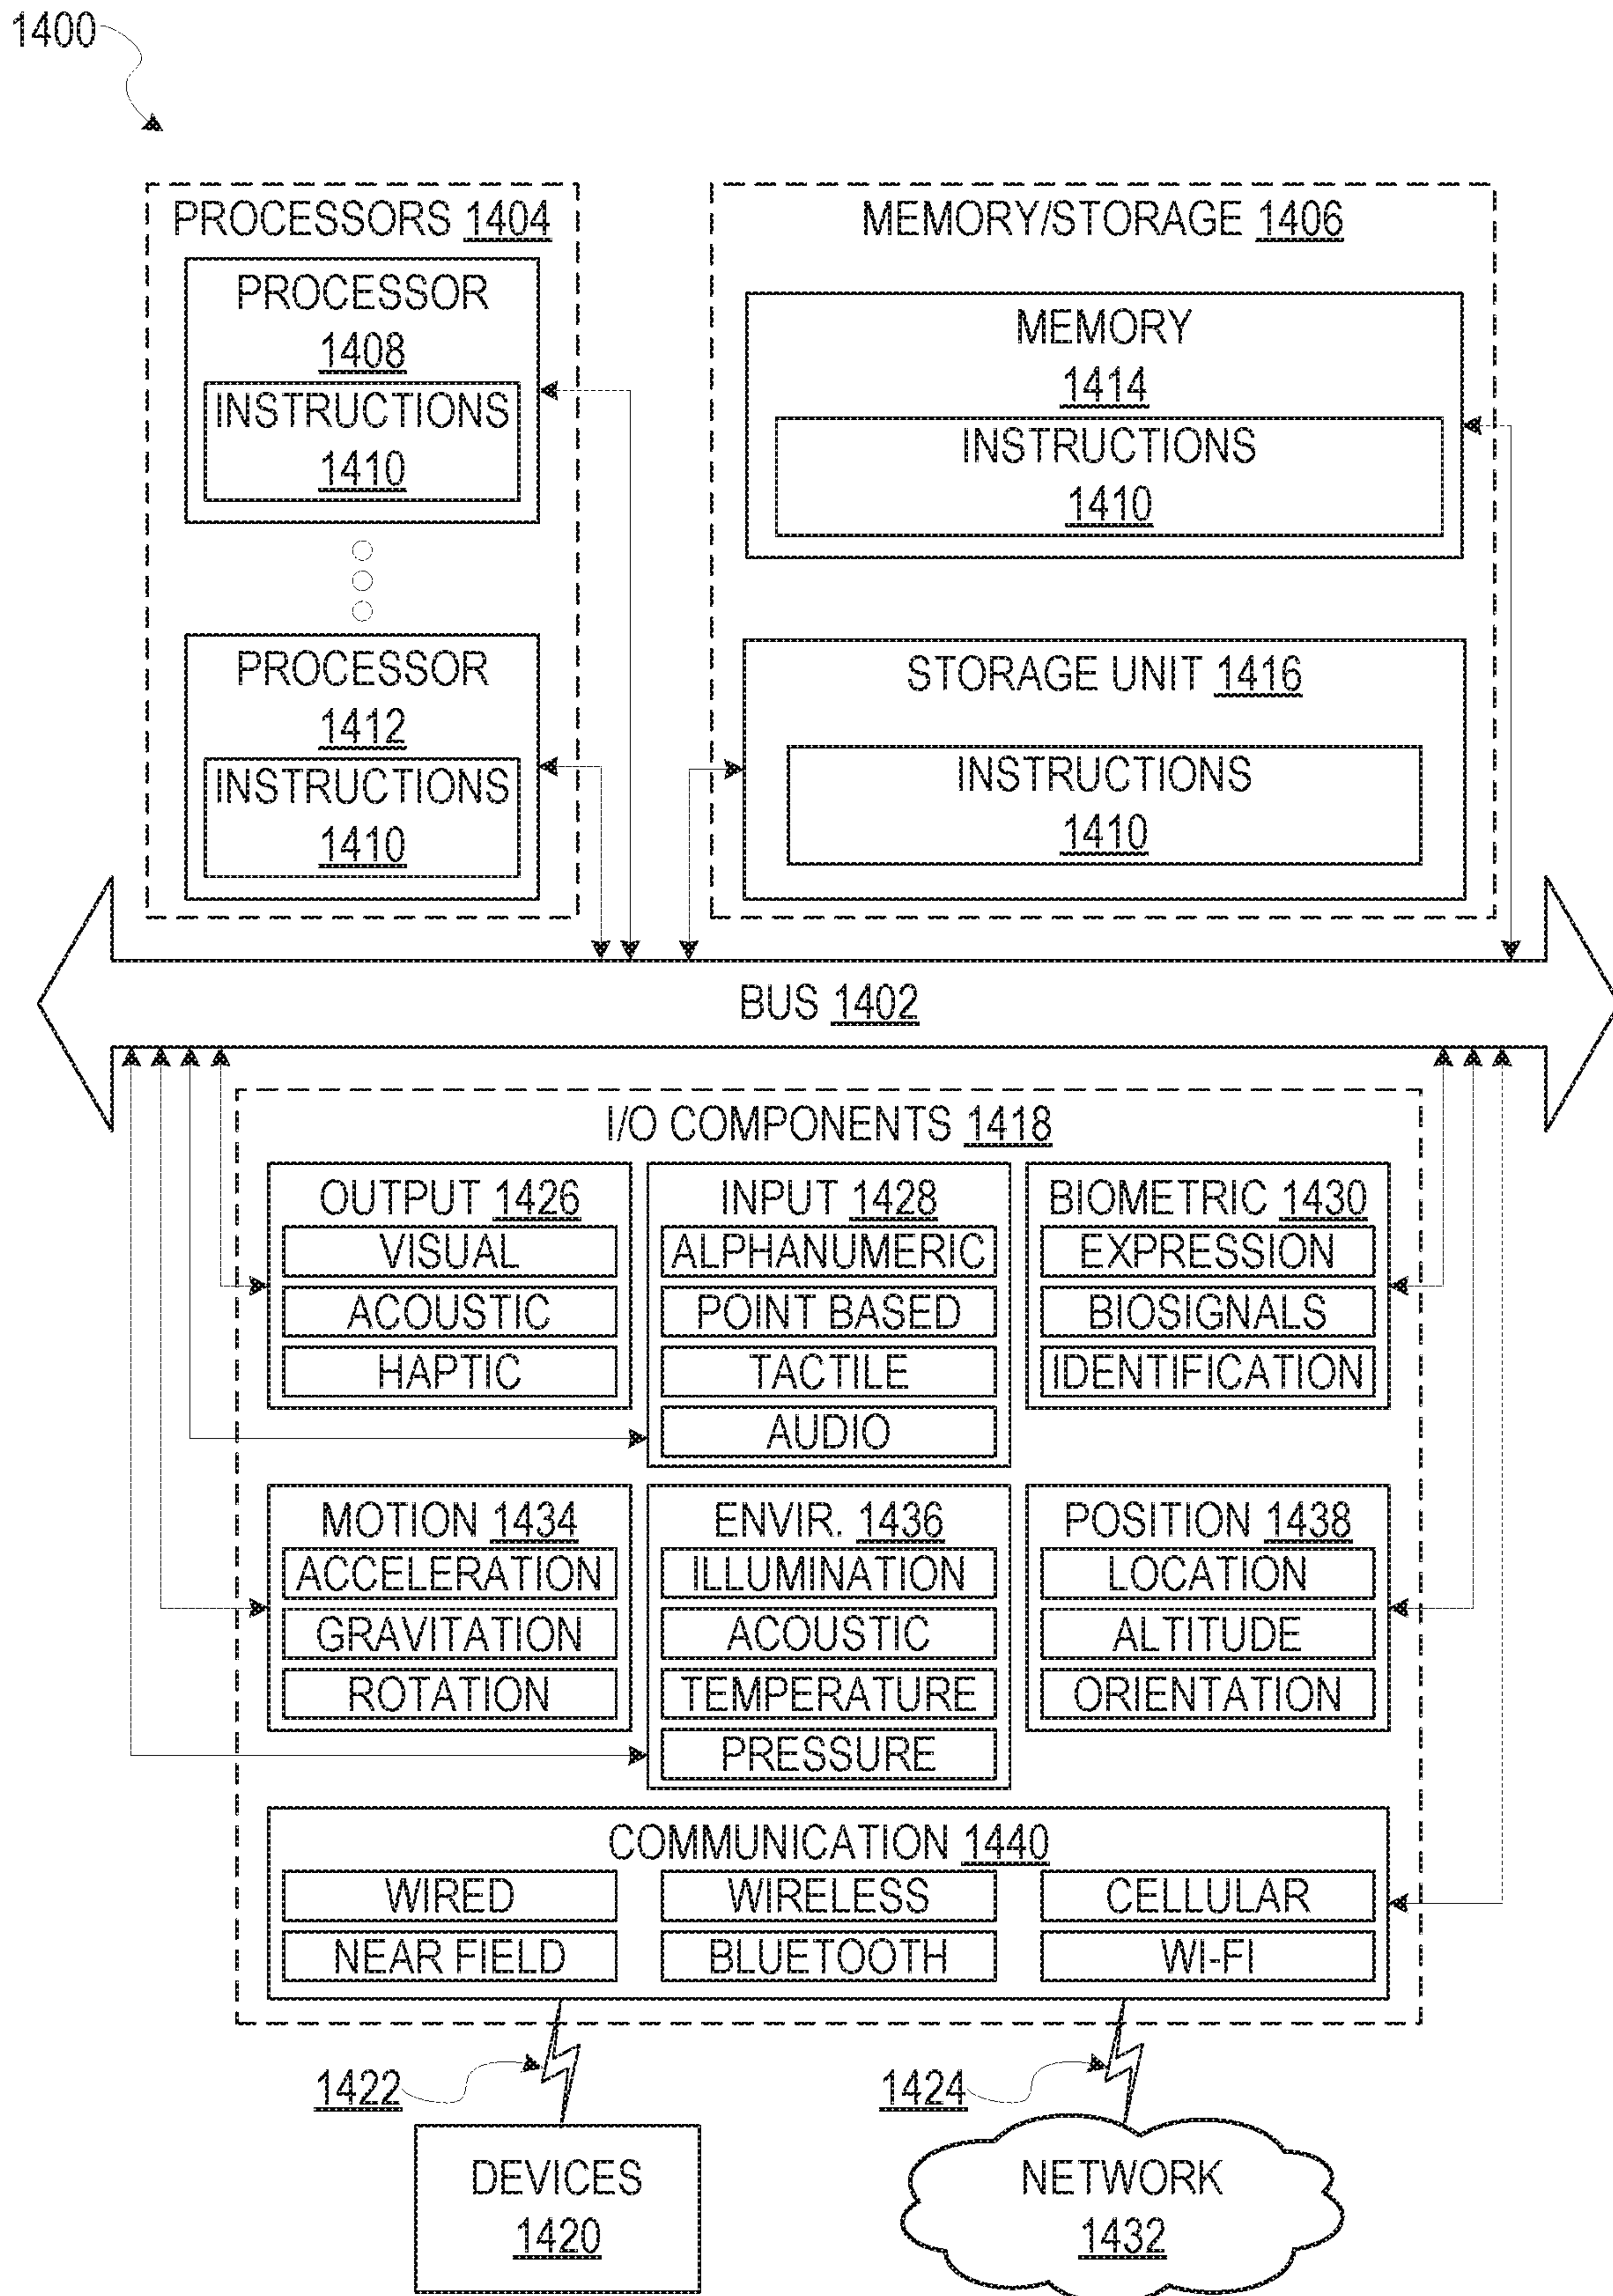 1400
PROCESSORS 1404
PROCESSOR
1408
INSTRUCTIONS
1410
PROCESSOR
1412
INSTRUCTIONS
1410
MEMORY/STORAGE 1406
MEMORY
1414
INSTRUCTIONS
1410
STORAGE UNIT 1416
INSTRUCTIONS
1410
BUS 1402
I/O COMPONENTS 1418
OUTPUT 1426
VISUAL
ACOUSTIC
HAPTIC
INPUT 1428
ALPHANUMERIC
POINT BASED
TACTILE
AUDIO
BIOMETRIC 1430
EXPRESSION
BIOSIGNALS
IDENTIFICATION
MOTION 1434
ACCELERATION
GRAVITATION
ROTATION
ENVIR. 1436
ILLUMINATION
ACOUSTIC
TEMPERATURE
PRESSURE
POSITION 1438
LOCATION
ALTITUDE
ORIENTATION
COMMUNICATION 1440
WIRED
WIRELESS
CELLULAR
NEAR FIELD
BLUETOOTH
WI-FI
1422
1424
DEVICES
1420
NETWORK
1432